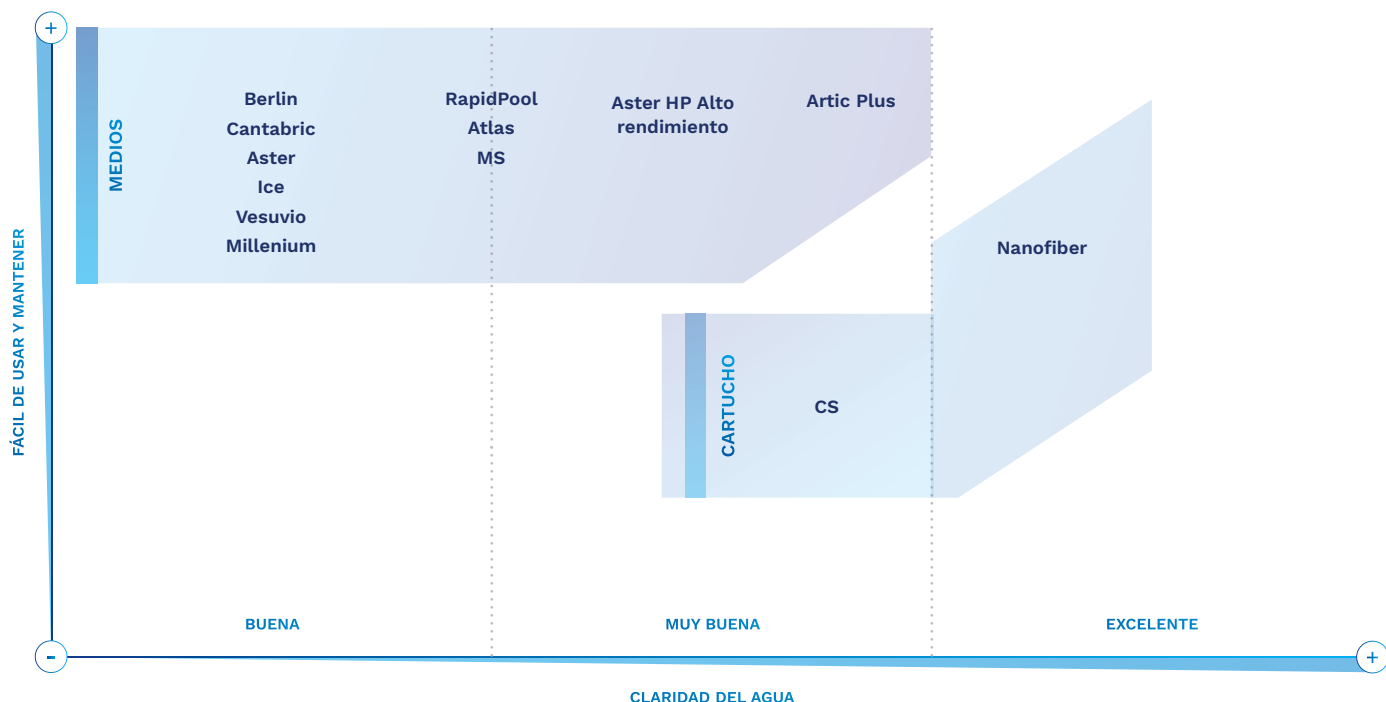 +
MEDIOS
Berlin
Cantabric
Aster
Ice
Vesuvio
Millenium
RapidPool
Atlas
MS
Aster HP Alto
rendimiento
Artic Plus
Nanofiber
FÁCIL DE USAR Y MANTENER
CARTUCHO
CS
BUENA
MUY BUENA
EXCELENTE
-
+
CLARIDAD DEL AGUA